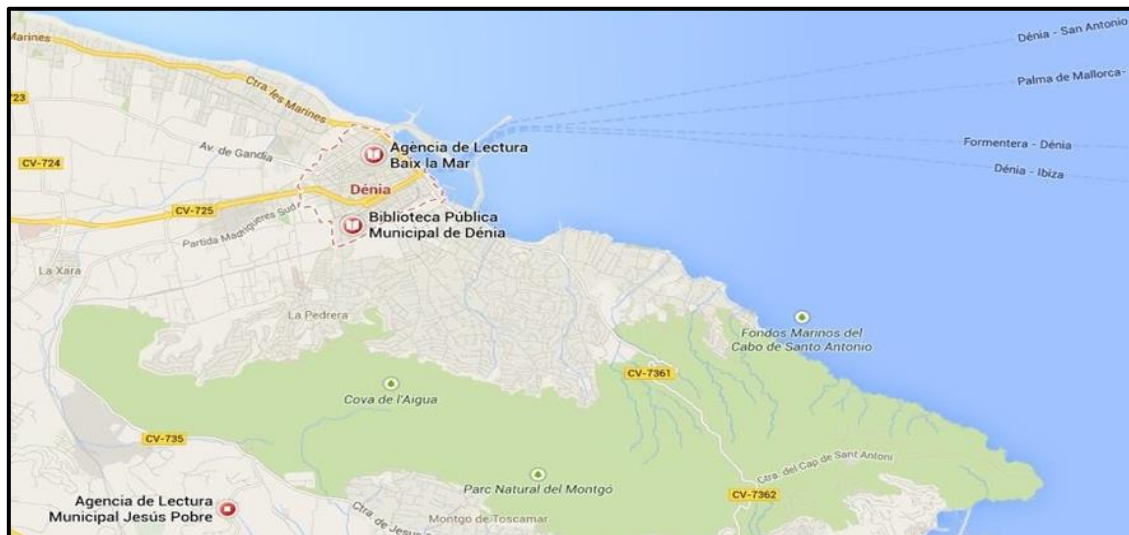 Marines
Dénia - San Antonio
Palma de Mallorca-
Ctra. les Marines
723
Formentera - Dénia
Dénia - Ibiza
Av. de Gandia
Agència de Lectura
Baix la Mar
CV-724
Dénia
CV-725
Partida Madrigueres Sud
Biblioteca Pública
Municipal de Dénia
La Xara
La Pedrera
Fondos Marinos del
Cabo de Santo Antonio
CV-7361
Cova de l'Aigua
CV-735
Ctra. del Cap de Sant Antoni
Parc Natural del Montgó
CV-7362
Agencia de Lectura
Municipal Jesús Pobre
Ctra. de Jesús
Montgo de Toscamar